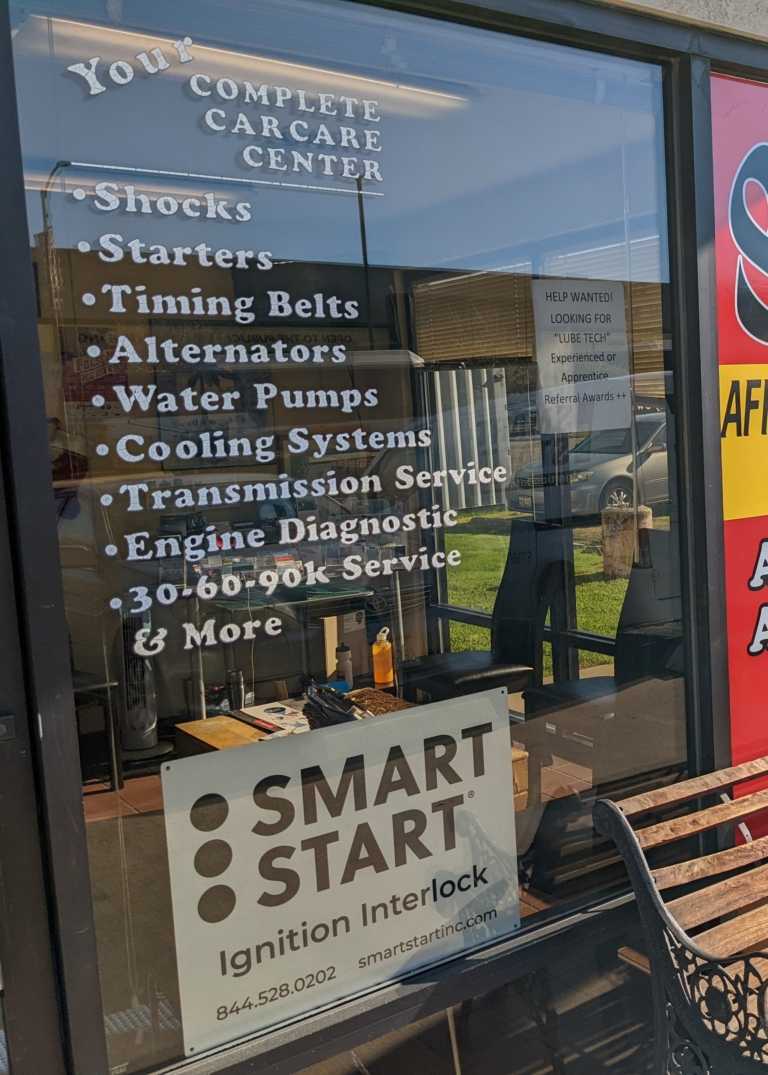 Your
COMPLETE
CARCARE
CENTER
•Shocks
•Starters
•Timing Belts
•Alternators
•Water Pumps
•Cooling Systems
•Transmission Service
•Engine Diagnostic
•30-60-90k Service
& More
HELP WANTED!
LOOKING FOR
"LUBE TECH"
Experienced or
Apprentice
Referral Awards ++
SMART
START®
Ignition Interlock
844.528.0202 smartstartinc.com